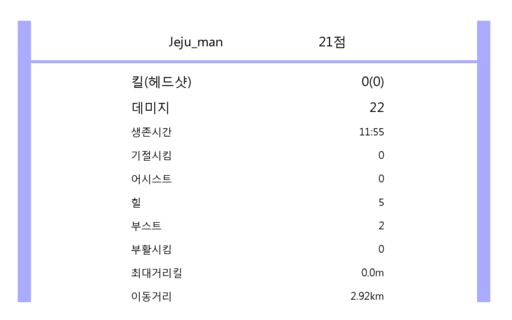 Jeju_man 21점
킬(헤드샷) 0(0)
데미지 22
생존시간 11:55
기절시킴 0
어시스트 0
힐 5
부스트 2
부활시킴 0
최대거리킬 0.0m
이동거리 2.92km